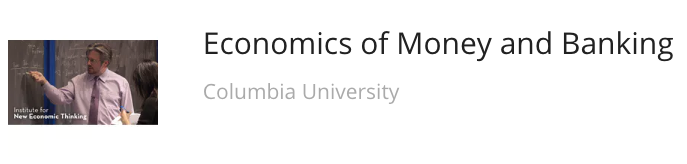 Economics of Money and Banking
Columbia University
Institute for
New Economic Thinking